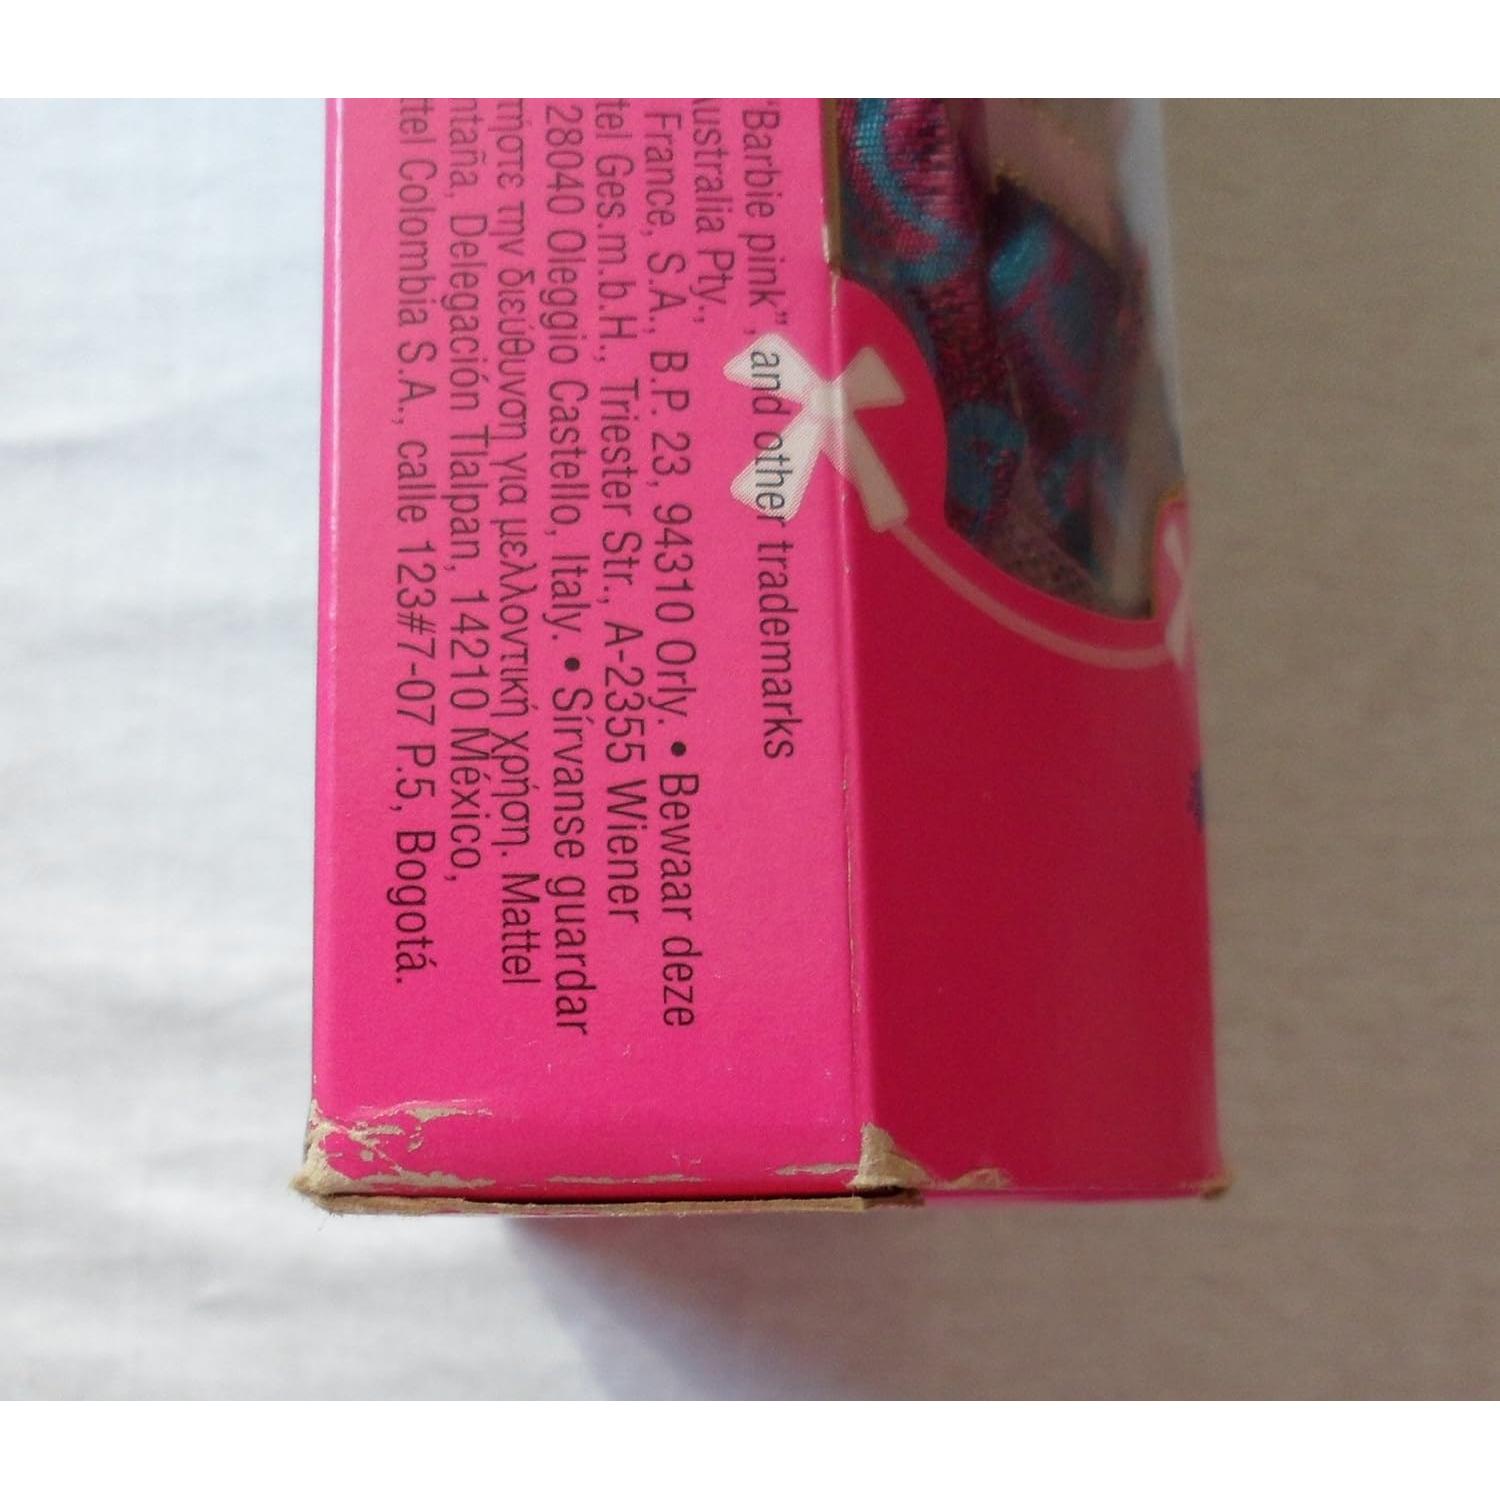 "Barbie pink", and other trademarks
Australia Pty.,
France, S.A., B.P. 23, 94310 Orly. • Bewaar deze
tel Ges.m.b.H., Triester Str., A-2355 Wiener
28040 Oleggio Castello, Italy. • Sírvanse guardar
τήστε την διεύθυνση για μελλοντική χρήση. Mattel
ntaña, Delegación Tlalpan, 14210 México,
ttel Colombia S.A., calle 123#7-07 P.5, Bogotá.